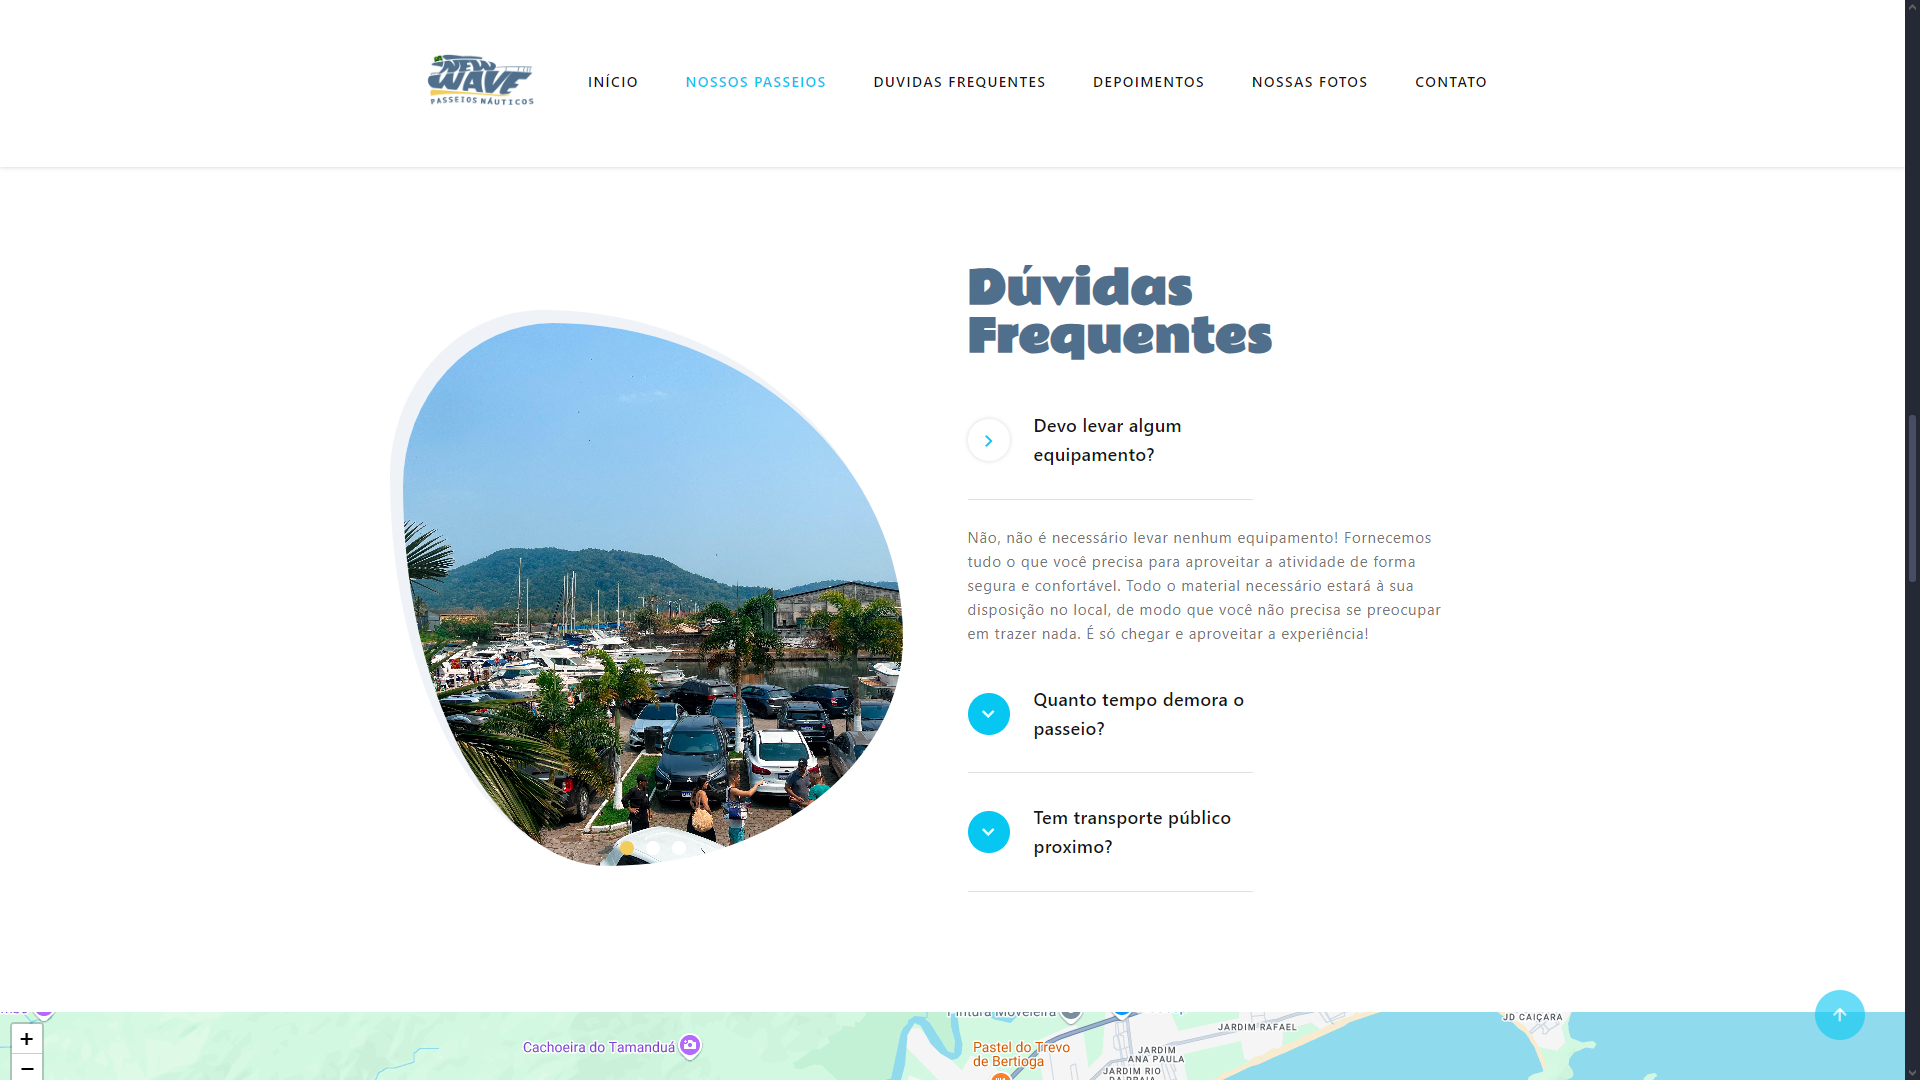 NEW
WAVE
PASSEIOS NÁUTICOS
INÍCIO
NOSSOS PASSEIOS
DUVIDAS FREQUENTES
DEPOIMENTOS
NOSSAS FOTOS
CONTATO
Dúvidas
Frequentes
Devo levar algum
equipamento?
Não, não é necessário levar nenhum equipamento! Fornecemos
tudo o que você precisa para aproveitar a atividade de forma
segura e confortável. Todo o material necessário estará à sua
disposição no local, de modo que você não precisa se preocupar
em trazer nada. É só chegar e aproveitar a experiência!
Quanto tempo demora o
passeio?
Tem transporte público
proximo?
+
−
Cachoeira do Tamanduá
Pintura Moveleira
Pastel do Trevo
de Bertioga
JARDIM RAFAEL
JARDIM
ANA PAULA
JARDIM RIO
DA PRAIA
JD CAIÇARA